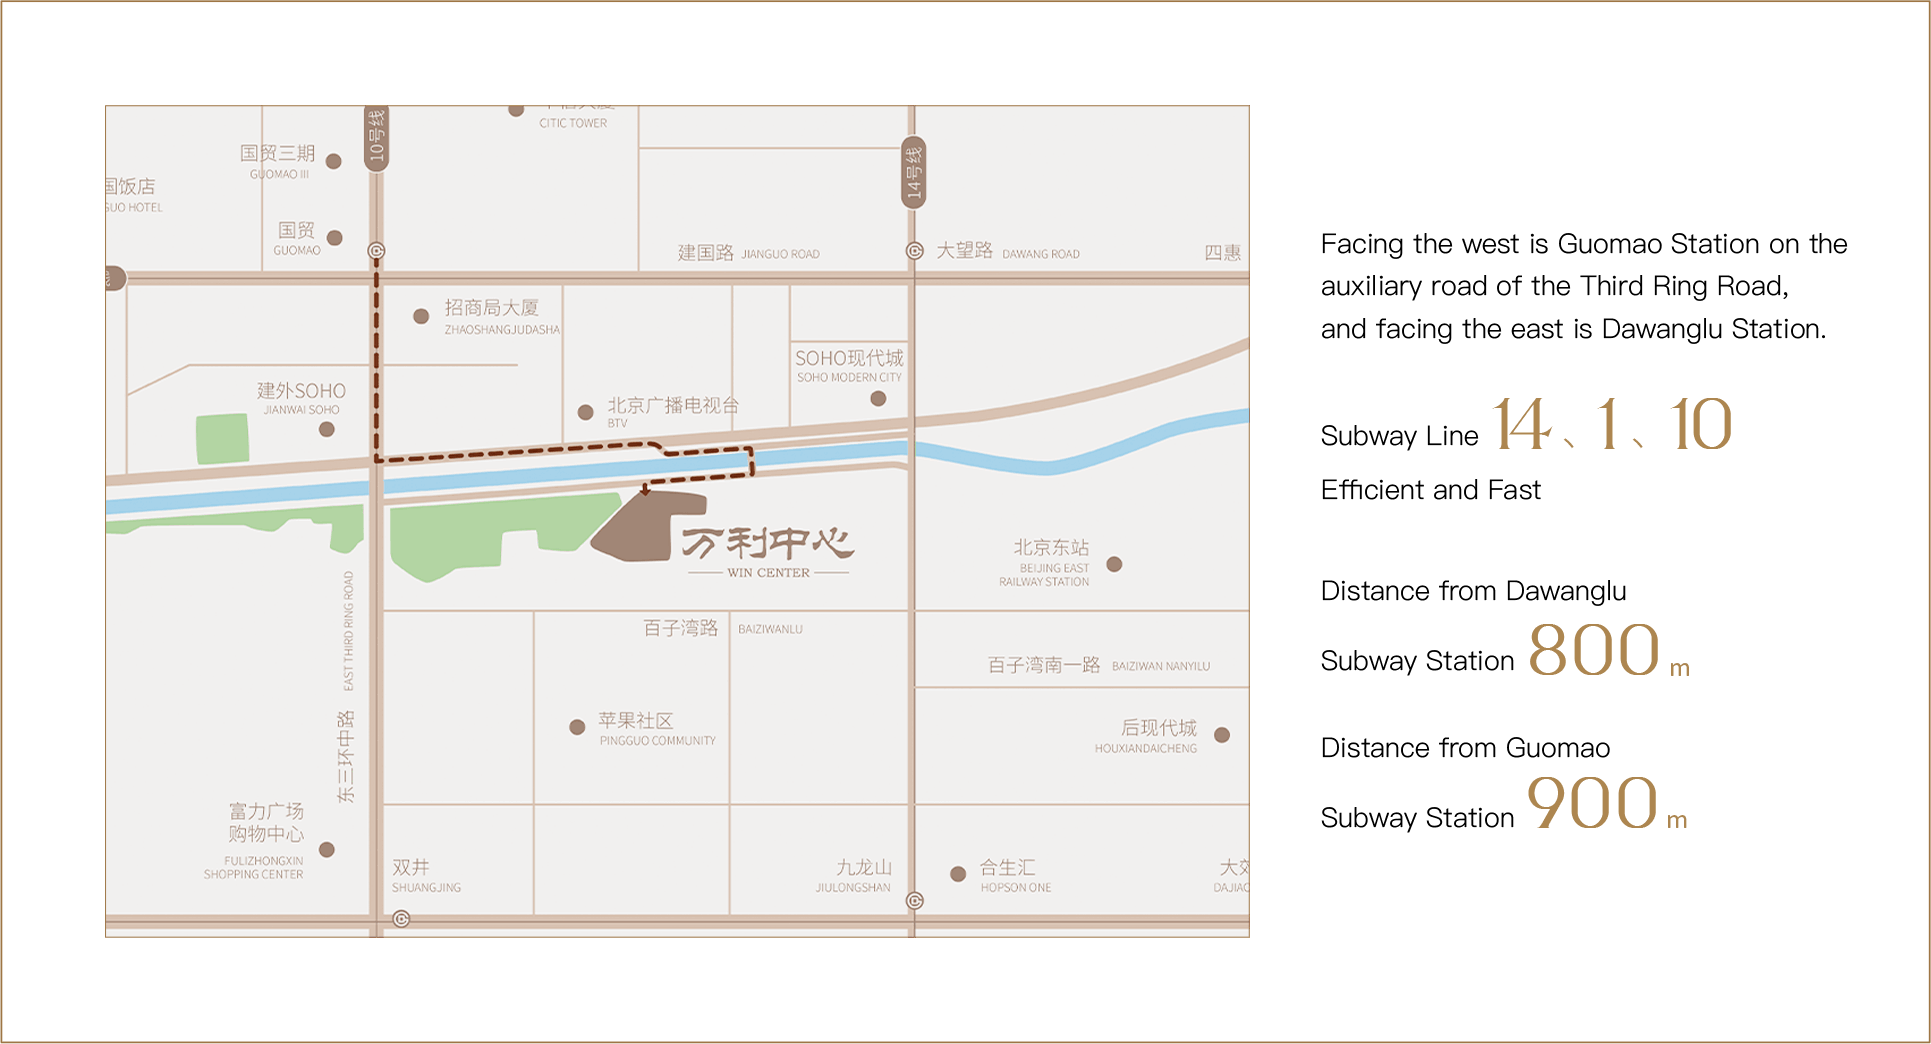 CITIC TOWER
10号线
14号线
国贸三期
GUOMAO III
国饭店
GUO HOTEL
国贸
GUOMAO
建国路 JIANGUO ROAD
大望路 DAWANG ROAD
四惠
招商局大厦
ZHAOSHANGJUDASHA
SOHO现代城
SOHO MODERN CITY
建外SOHO
JIANWAI SOHO
北京广播电视台
BTV
万利中心
WIN CENTER
北京东站
BEIJING EAST
RAILWAY STATION
东三环中路 EAST THIRD RING ROAD
百子湾路 BAIZIWANLU
百子湾南一路 BAIZIWAN NANYILU
苹果社区
PINGGUO COMMUNITY
后现代城
HOUXIANDAICHENG
富力广场
购物中心
FULIZHONGXIN
SHOPPING CENTER
双井
SHUANGJING
九龙山
JIULONGSHAN
合生汇
HOPSON ONE
大郊
DAJIAO
Facing the west is Guomao Station on the
auxiliary road of the Third Ring Road,
and facing the east is Dawanglu Station.
Subway Line 14、1、10
Efficient and Fast
Distance from Dawanglu
Subway Station 800 m
Distance from Guomao
Subway Station 900 m